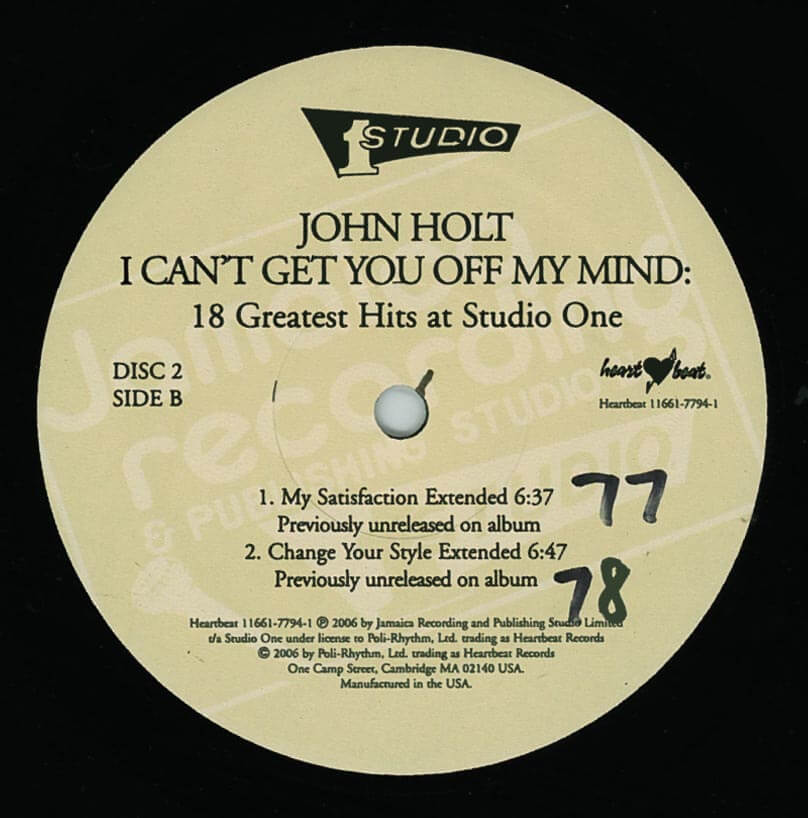 1 STUDIO
JOHN HOLT
I CAN'T GET YOU OFF MY MIND:
18 Greatest Hits at Studio One
DISC 2
SIDE B
heart beat.
Heartbeat 11661-7794-1
Jamaica
recording
& PUBLISHING STUDIO
1. My Satisfaction Extended 6:37 77
Previously unreleased on album
2. Change Your Style Extended 6:47
Previously unreleased on album 78
Heartbeat 11661-7794-1 ℗ 2006 by Jamaica Recording and Publishing Studio Limited
t/a Studio One under license to Poli-Rhythm, Ltd. trading as Heartbeat Records
© 2006 by Poli-Rhythm, Ltd. trading as Heartbeat Records
One Camp Street, Cambridge MA 02140 USA.
Manufactured in the USA.